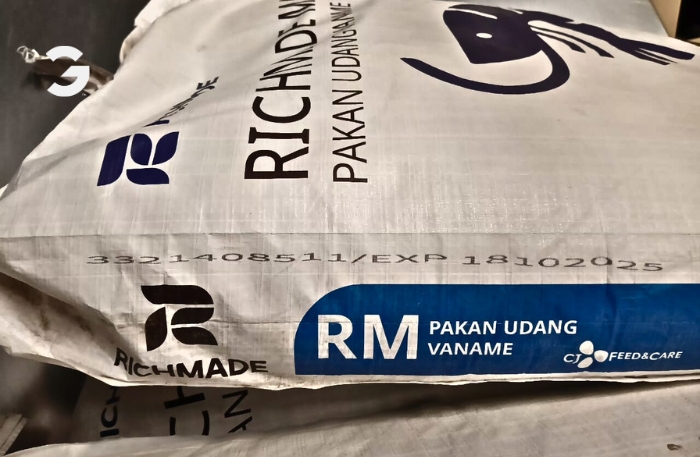 G
RICHMADE
PAKAN UDANG VANAME
3321408511/EXP 18102025
RICHMADE
RM PAKAN UDANG
VANAME
CJ FEED&CARE